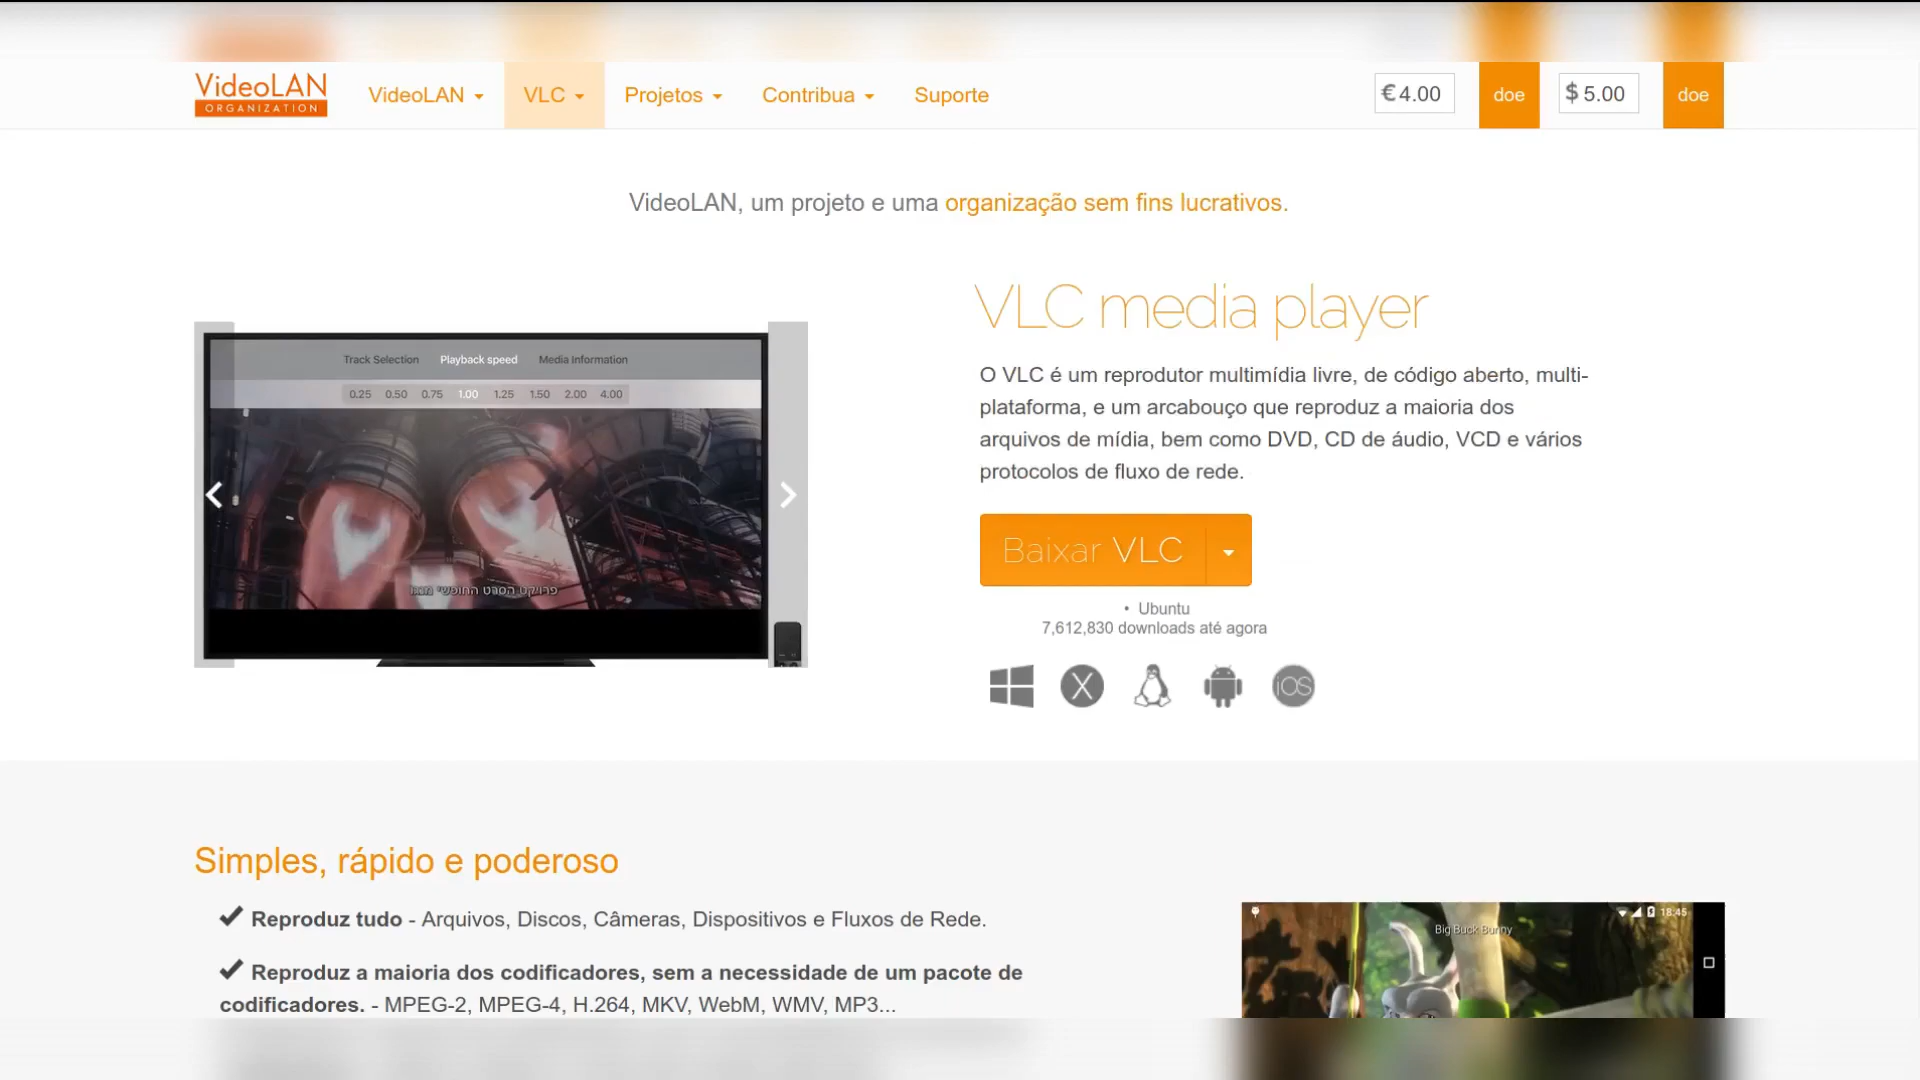 VideoLAN
ORGANIZATION
VideoLAN
VLC
Projetos
Contribua
Suporte
€ 4.00
doe
$ 5.00
doe
VideoLAN, um projeto e uma organização sem fins lucrativos.
Track Selection Playback speed Media Information
0.25 0.50 0.75 1.00 1.25 1.50 2.00 4.00
VLC media player
O VLC é um reprodutor multimídia livre, de código aberto, multi-
plataforma, e um arcabouço que reproduz a maioria dos
arquivos de mídia, bem como DVD, CD de áudio, VCD e vários
protocolos de fluxo de rede.
Baixar VLC
• Ubuntu
7,612,830 downloads até agora
X
iOS
Simples, rápido e poderoso
Reproduz tudo - Arquivos, Discos, Câmeras, Dispositivos e Fluxos de Rede.
Reproduz a maioria dos codificadores, sem a necessidade de um pacote de
codificadores. - MPEG-2, MPEG-4, H.264, MKV, WebM, WMV, MP3...
18:45
Big Buck Bunny